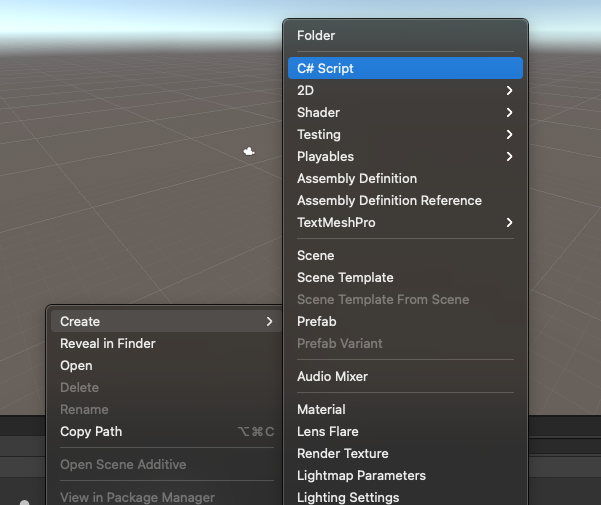 Folder
C# Script
2D
Shader
Testing
Playables
Assembly Definition
Assembly Definition Reference
TextMeshPro
Scene
Scene Template
Scene Template From Scene
Prefab
Prefab Variant
Audio Mixer
Material
Lens Flare
Render Texture
Lightmap Parameters
Lighting Settings
Create
Reveal in Finder
Open
Delete
Rename
Copy Path ⌥⌘C
Open Scene Additive
View in Package Manager